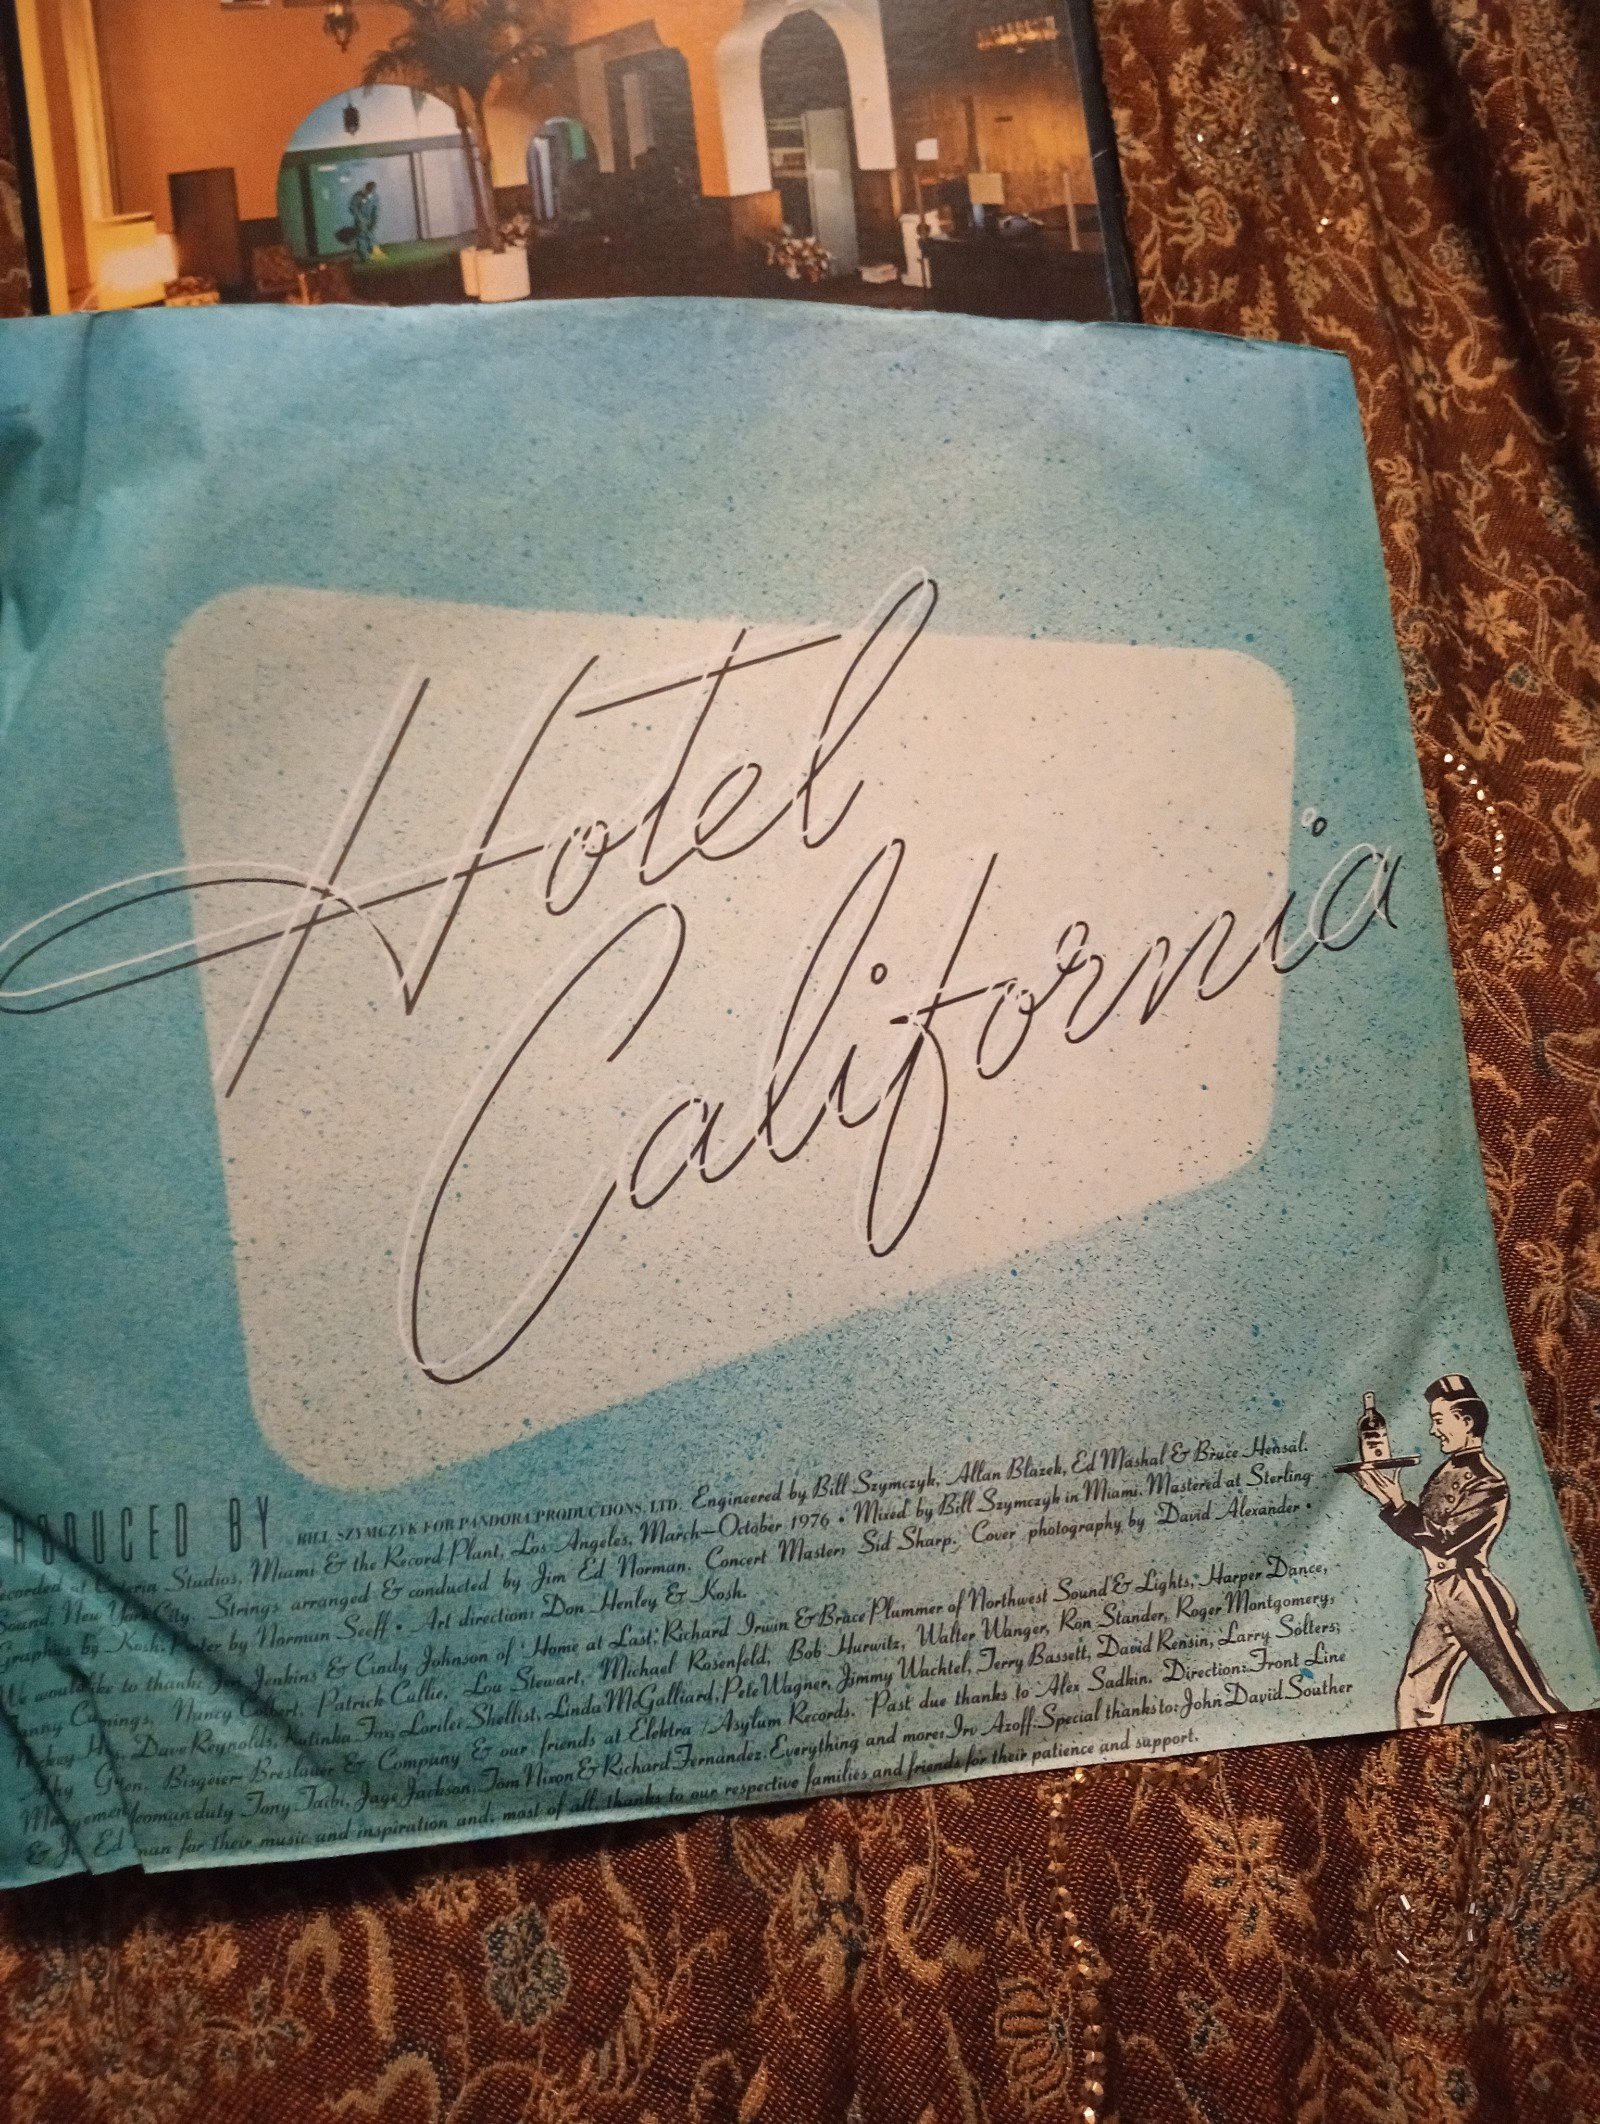 Hotel
California
PRODUCED BY BILL SZYMCZYK FOR PANDORA PRODUCTIONS, LTD. Engineered by Bill Szymczyk, Allan Blazek, Ed Mashal & Bruce Hensal.
Recorded at Criteria Studios, Miami & the Record Plant, Los Angeles, March–October 1976 • Mixed by Bill Szymczyk in Miami. Mastered at Sterling
Sound, New York City. Strings arranged & conducted by Jim Ed Norman. Concert Master: Sid Sharp. Cover photography by David Alexander •
Graphics by Kosh. Poster by Norman Seeff • Art direction: Don Henley & Kosh.
We would like to thank: Jenkins & Cindy Johnson of 'Home at Last', Richard Irwin & Bruce Plummer of Northwest Sound & Lights, Harper Dance,
Nancy Colbert, Patrick Cullie, Lou Stewart, Michael Rosenfeld, Bob Hurwitz, Walter Wanger, Ron Stander, Roger Montgomery,
Dave Reynolds, Katinka Fox, Lorilei Shellist, Linda McGalliard, Pete Wagner, Jimmy Wachtel, Terry Bassett, David Rensin, Larry Solters,
Bisgeier-Breslauer & Company & our friends at Elektra/Asylum Records. Past due thanks to Alex Sadkin. Direction: Front Line
Management. Tony Taibi, Jage Jackson, Tom Nixon & Richard Fernandez. Everything and more: Irv Azoff. Special thanks to: John David Souther
& Ed for their music and inspiration and, most of all, thanks to our respective families and friends for their patience and support.